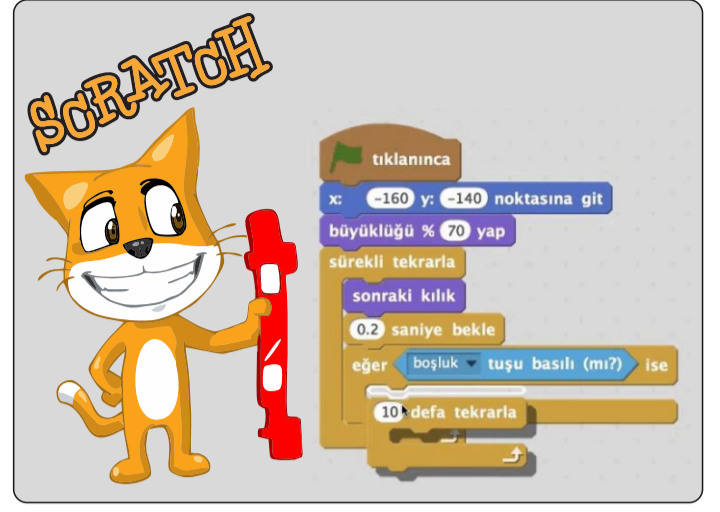 SCRATCH
tıklanınca
x: -160 y: -140 noktasına git
büyüklüğü % 70 yap
sürekli tekrarla
sonraki kılık
0.2 saniye bekle
eğer boşluk tuşu basılı (mı?) ise
10 defa tekrarla